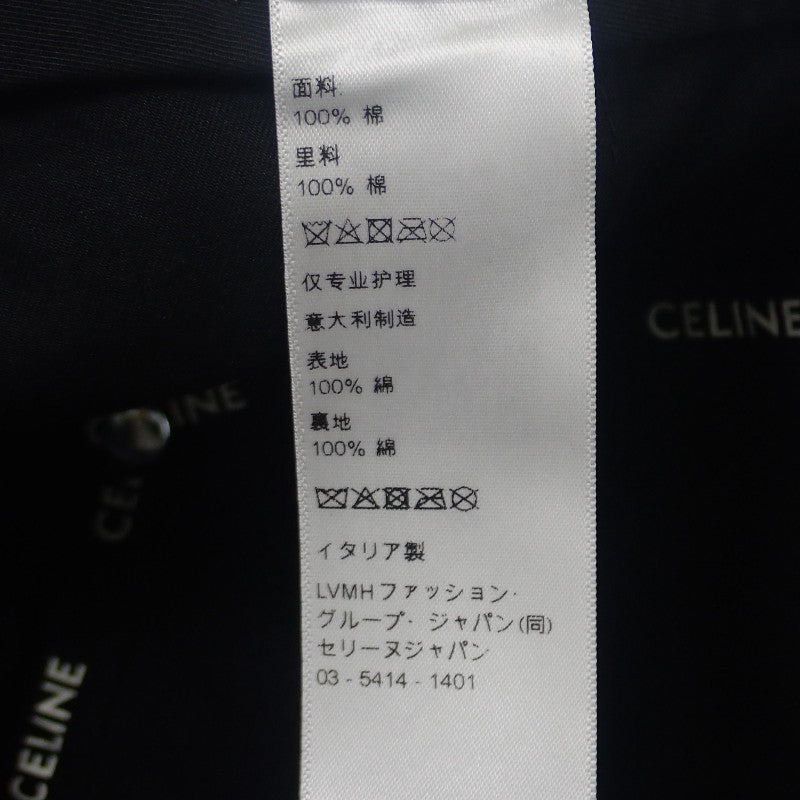 面料:
100% 棉
里料
100% 棉
仅专业护理
意大利制造
表地
100% 綿
裏地
100% 綿
イタリア製
LVMHファッション・
グループ・ジャパン(同)
セリーヌジャパン
03 - 5414 - 1401
CELINE
CELINE
CELINE